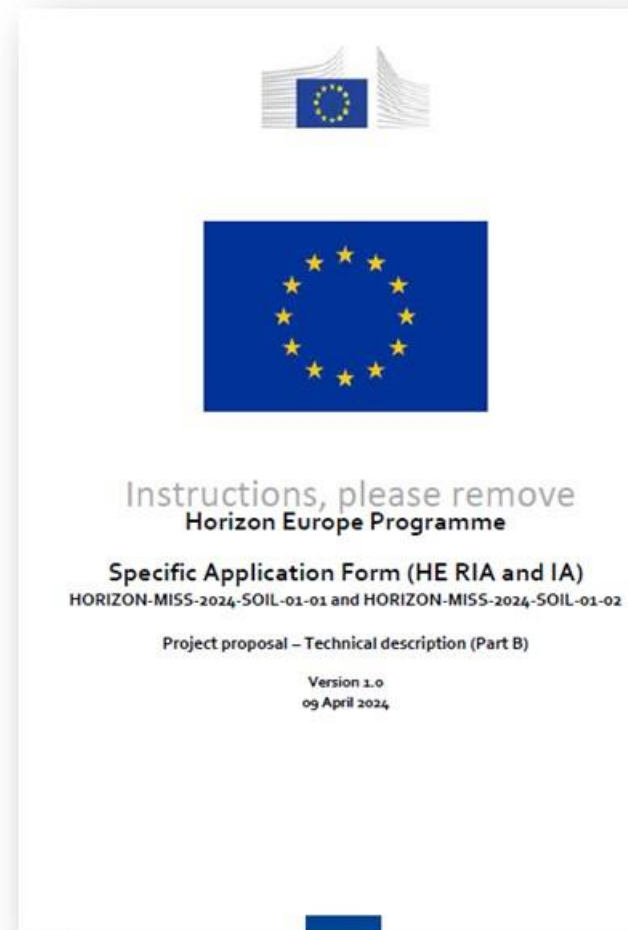 Instructions, please remove
Horizon Europe Programme
Specific Application Form (HE RIA and IA)
HORIZON-MISS-2024-SOIL-01-01 and HORIZON-MISS-2024-SOIL-01-02
Project proposal – Technical description (Part B)
Version 1.0
09 April 2024